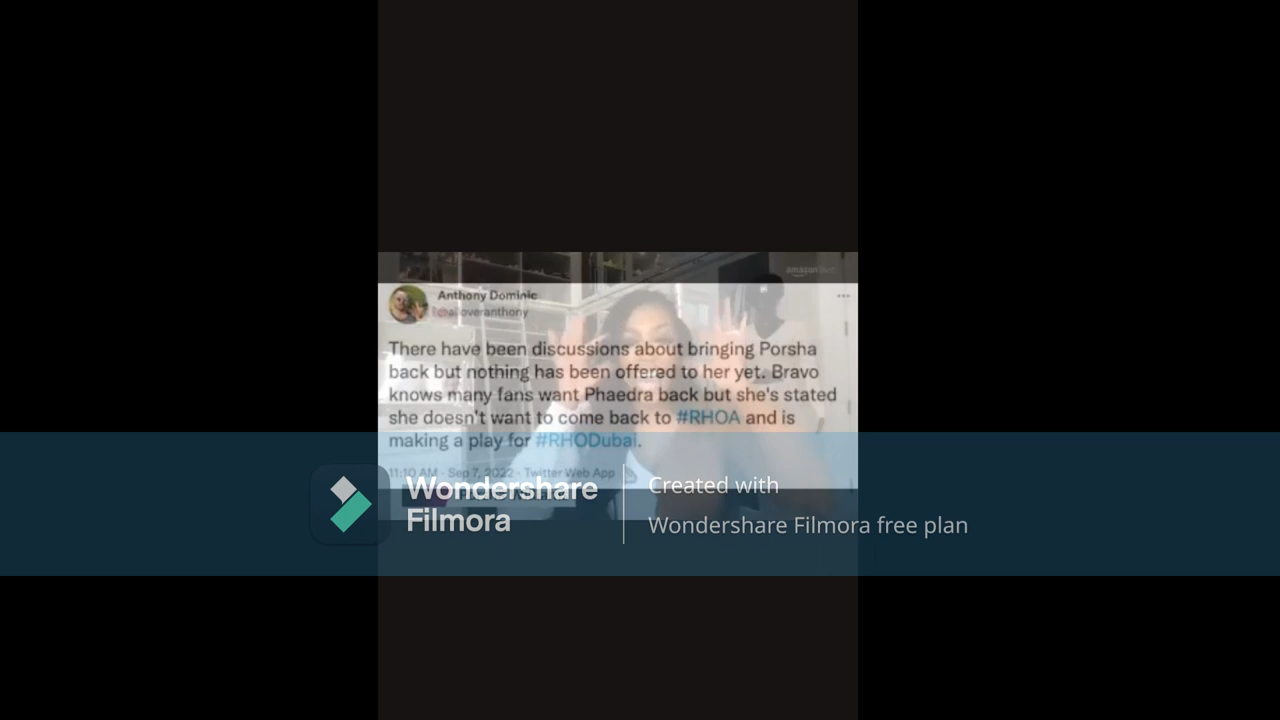 amazon live
Anthony Dominic
overanthony
There have been discussions about bringing Porsha
back but nothing has been offered to her yet. Bravo
knows many fans want Phaedra back but she's stated
she doesn't want to come back to #RHOA and is
making a play for #RHODubai.
11:10 AM · Sep 7, 2022 · Twitter Web App
Wondershare
Filmora
Created with
Wondershare Filmora free plan